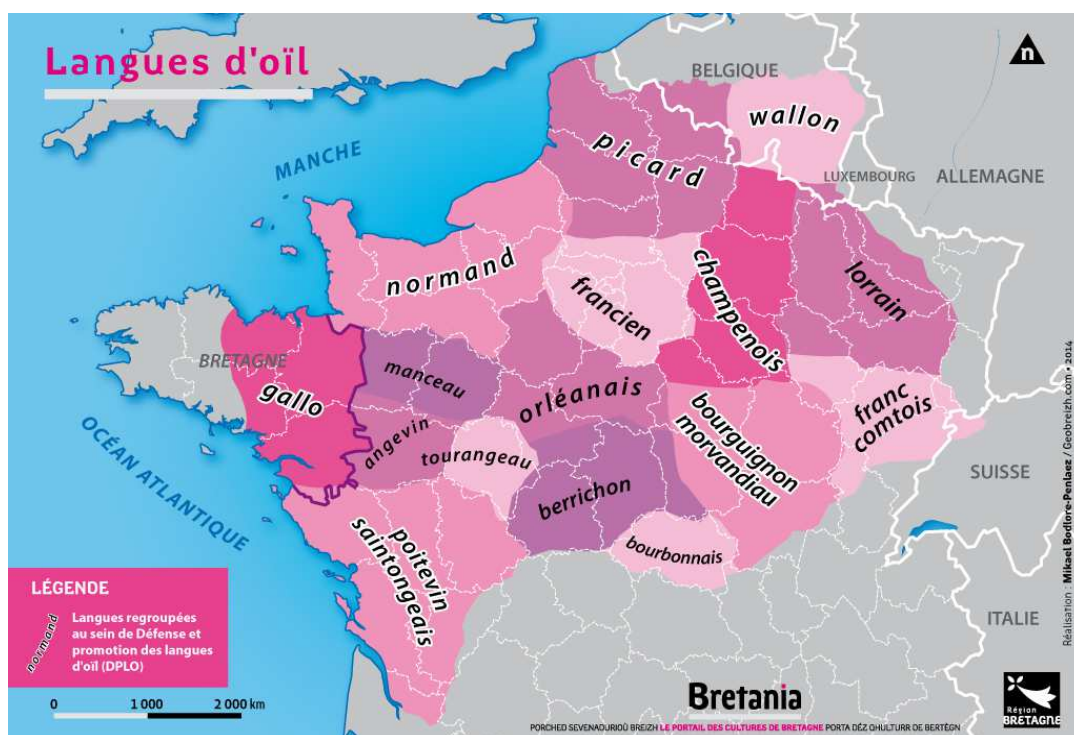 Langues d'oïl
n
BELGIQUE
wallon
MANCHE
picard
LUXEMBOURG
ALLEMAGNE
normand
francien
champenois
lorrain
BRETAGNE
gallo
manceau
orléanais
franc
comtois
angevin
tourangeau
bourguignon
morvandiau
OCÉAN ATLANTIQUE
SUISSE
berrichon
poitevin
saintongeais
bourbonnais
LÉGENDE
normand
Langues regroupées
au sein de Défense et
promotion des langues
d'oïl (DPLO)
ITALIE
0 1 000 2 000 km
Réalisation : Mikael Bodlore-Penlaez / Geobreizh.com • 2014
Bretania
PORCHED SEVENADURIOÙ BREIZH LE PORTAIL DES CULTURES DE BRETAGNE PORTA DÉZ QHULTURR DE BERTÈGN
Région
BRETAGNE